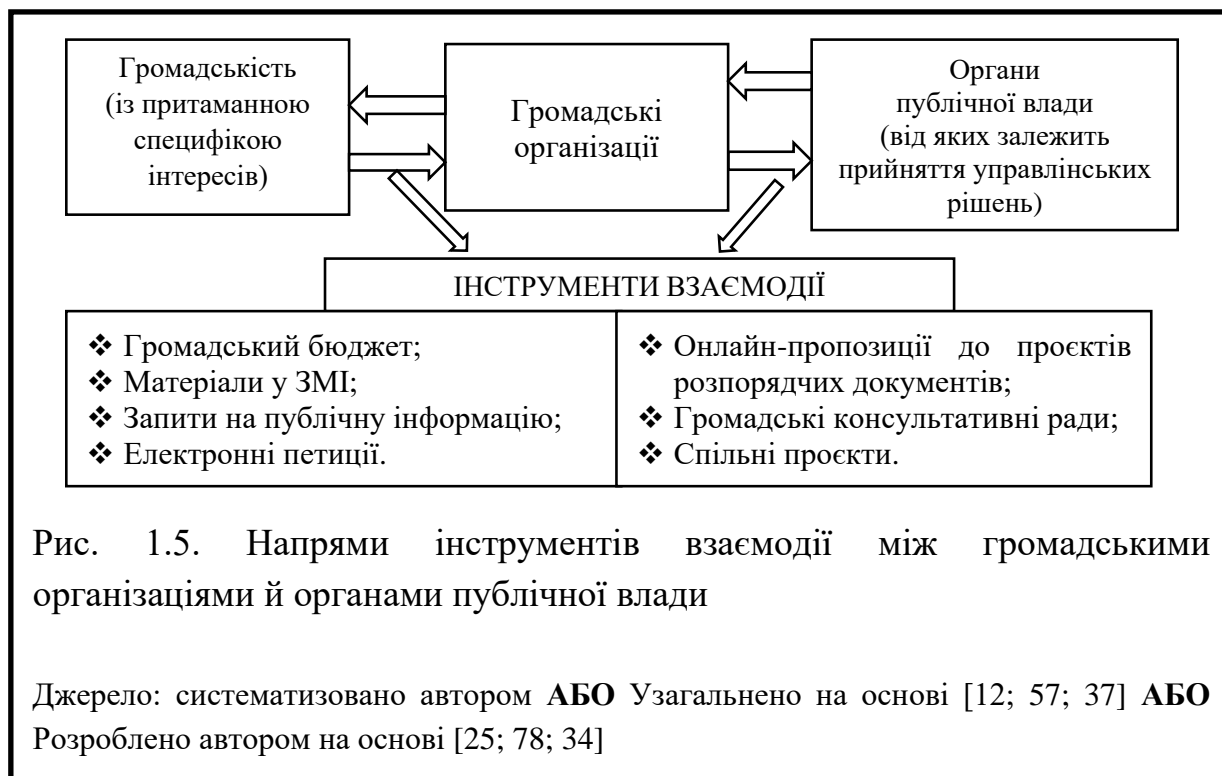 Громадськість
(із притаманною
специфікою
інтересів)
Громадські
організації
Органи
публічної влади
(від яких залежить
прийняття управлінських
рішень)
ІНСТРУМЕНТИ ВЗАЄМОДІЇ
❖ Громадський бюджет;
❖ Матеріали у ЗМІ;
❖ Запити на публічну інформацію;
❖ Електронні петиції.
❖ Онлайн-пропозиції до проєктів
розпорядчих документів;
❖ Громадські консультативні ради;
❖ Спільні проєкти.
Рис. 1.5. Напрями інструментів взаємодії між громадськими
організаціями й органами публічної влади
Джерело: систематизовано автором АБО Узагальнено на основі [12; 57; 37] АБО
Розроблено автором на основі [25; 78; 34]